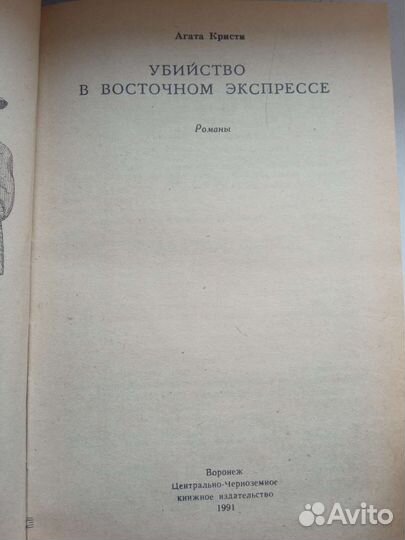 Агата Кристи
УБИЙСТВО
В ВОСТОЧНОМ ЭКСПРЕССЕ
Романы
Воронеж
Центрально-Черноземное
книжное издательство
1991
Avito